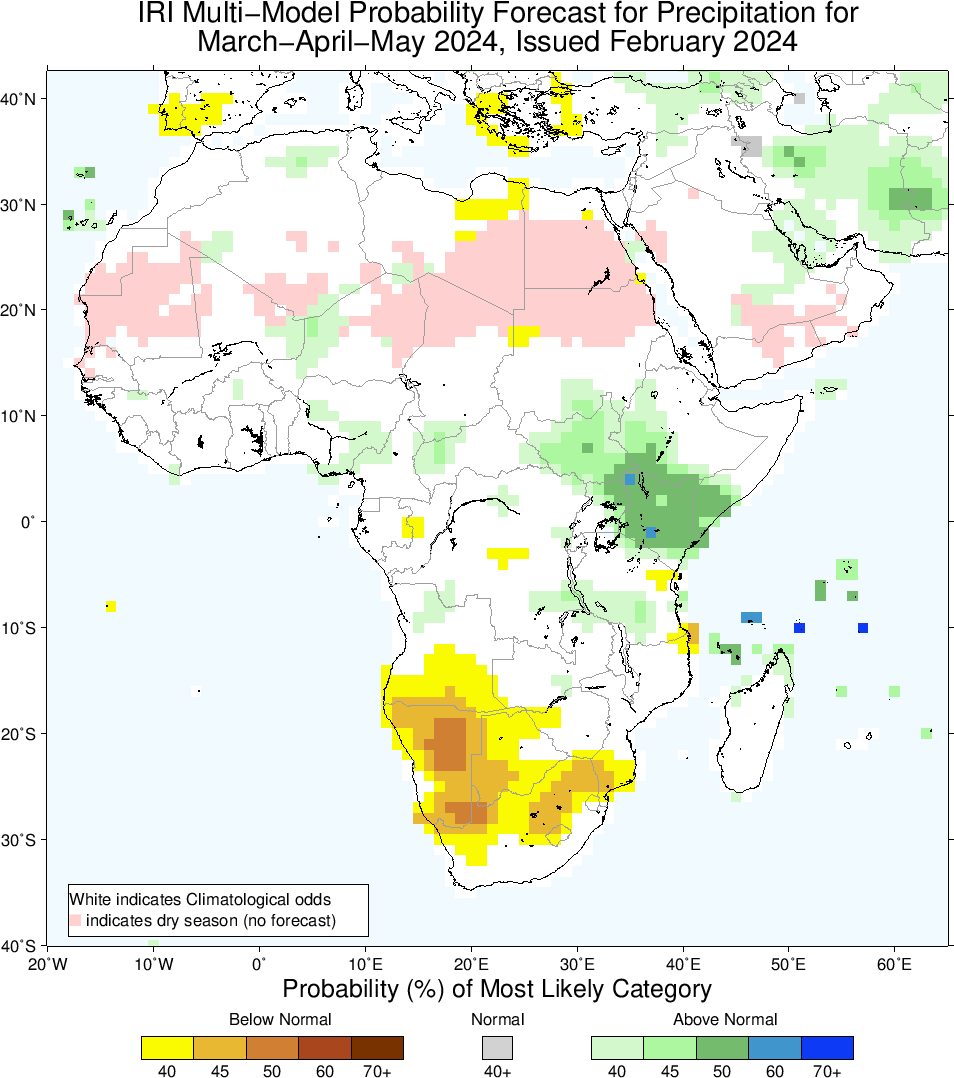 IRI Multi−Model Probability Forecast for Precipitation for
March−April−May 2024, Issued February 2024
40˚N
30˚N
20˚N
10˚N
0˚
10˚S
20˚S
30˚S
40˚S
White indicates Climatological odds
indicates dry season (no forecast)
20˚W 10˚W 0˚ 10˚E 20˚E 30˚E 40˚E 50˚E 60˚E
Probability (%) of Most Likely Category
Below Normal Normal Above Normal
40 45 50 60 70+ 40+ 40 45 50 60 70+